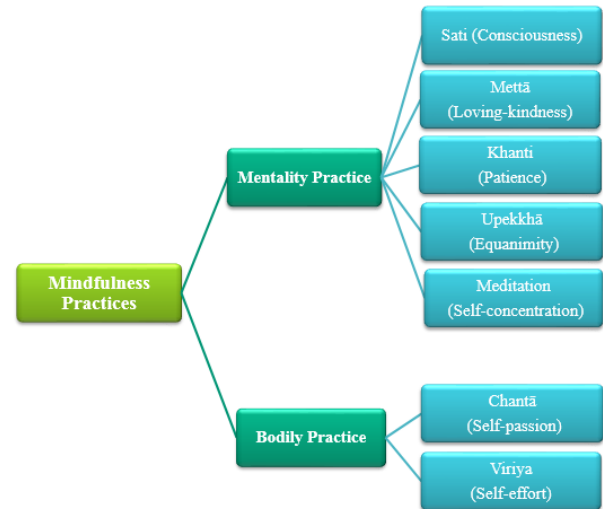 Sati (Consciousness)
Mettā
(Loving-kindness)
Mentality Practice
Khanti
(Patience)
Upekkhā
(Equanimity)
Mindfulness
Practices
Meditation
(Self-concentration)
Chantā
(Self-passion)
Bodily Practice
Viriya
(Self-effort)